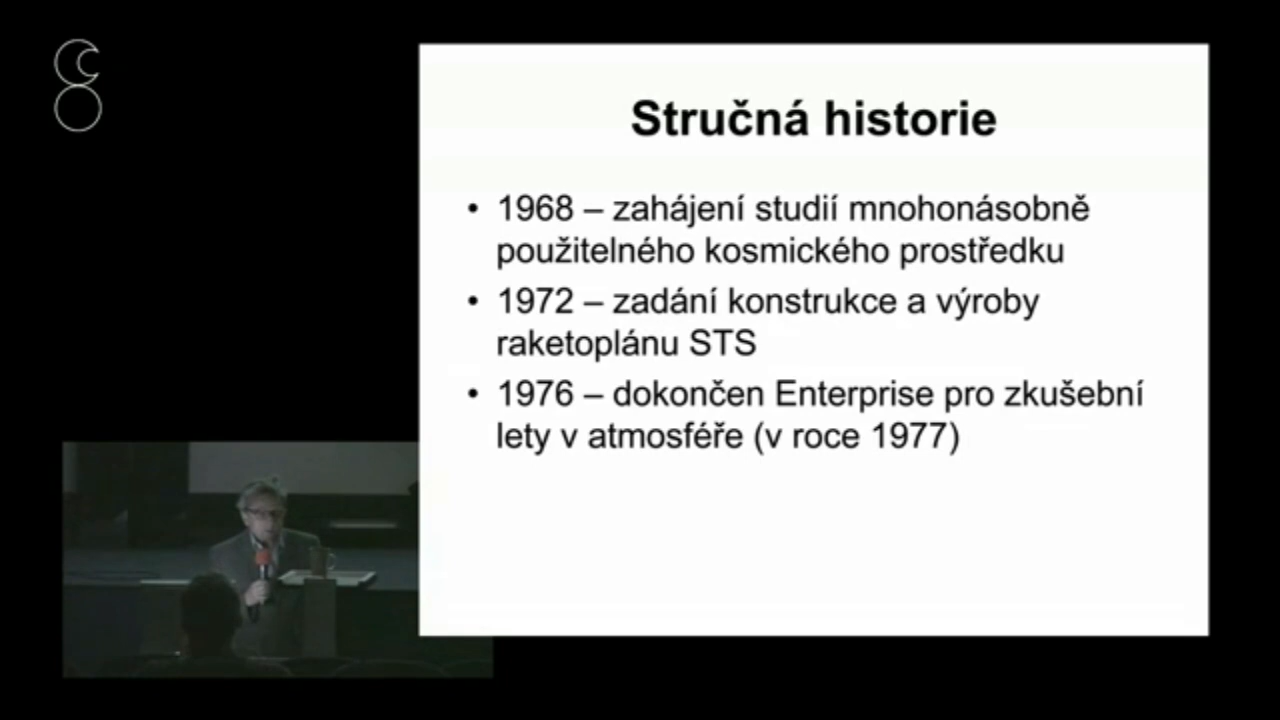 Stručná historie
• 1968 – zahájení studií mnohonásobně
použitelného kosmického prostředku
• 1972 – zadání konstrukce a výroby
raketoplánu STS
• 1976 – dokončen Enterprise pro zkušební
lety v atmosféře (v roce 1977)